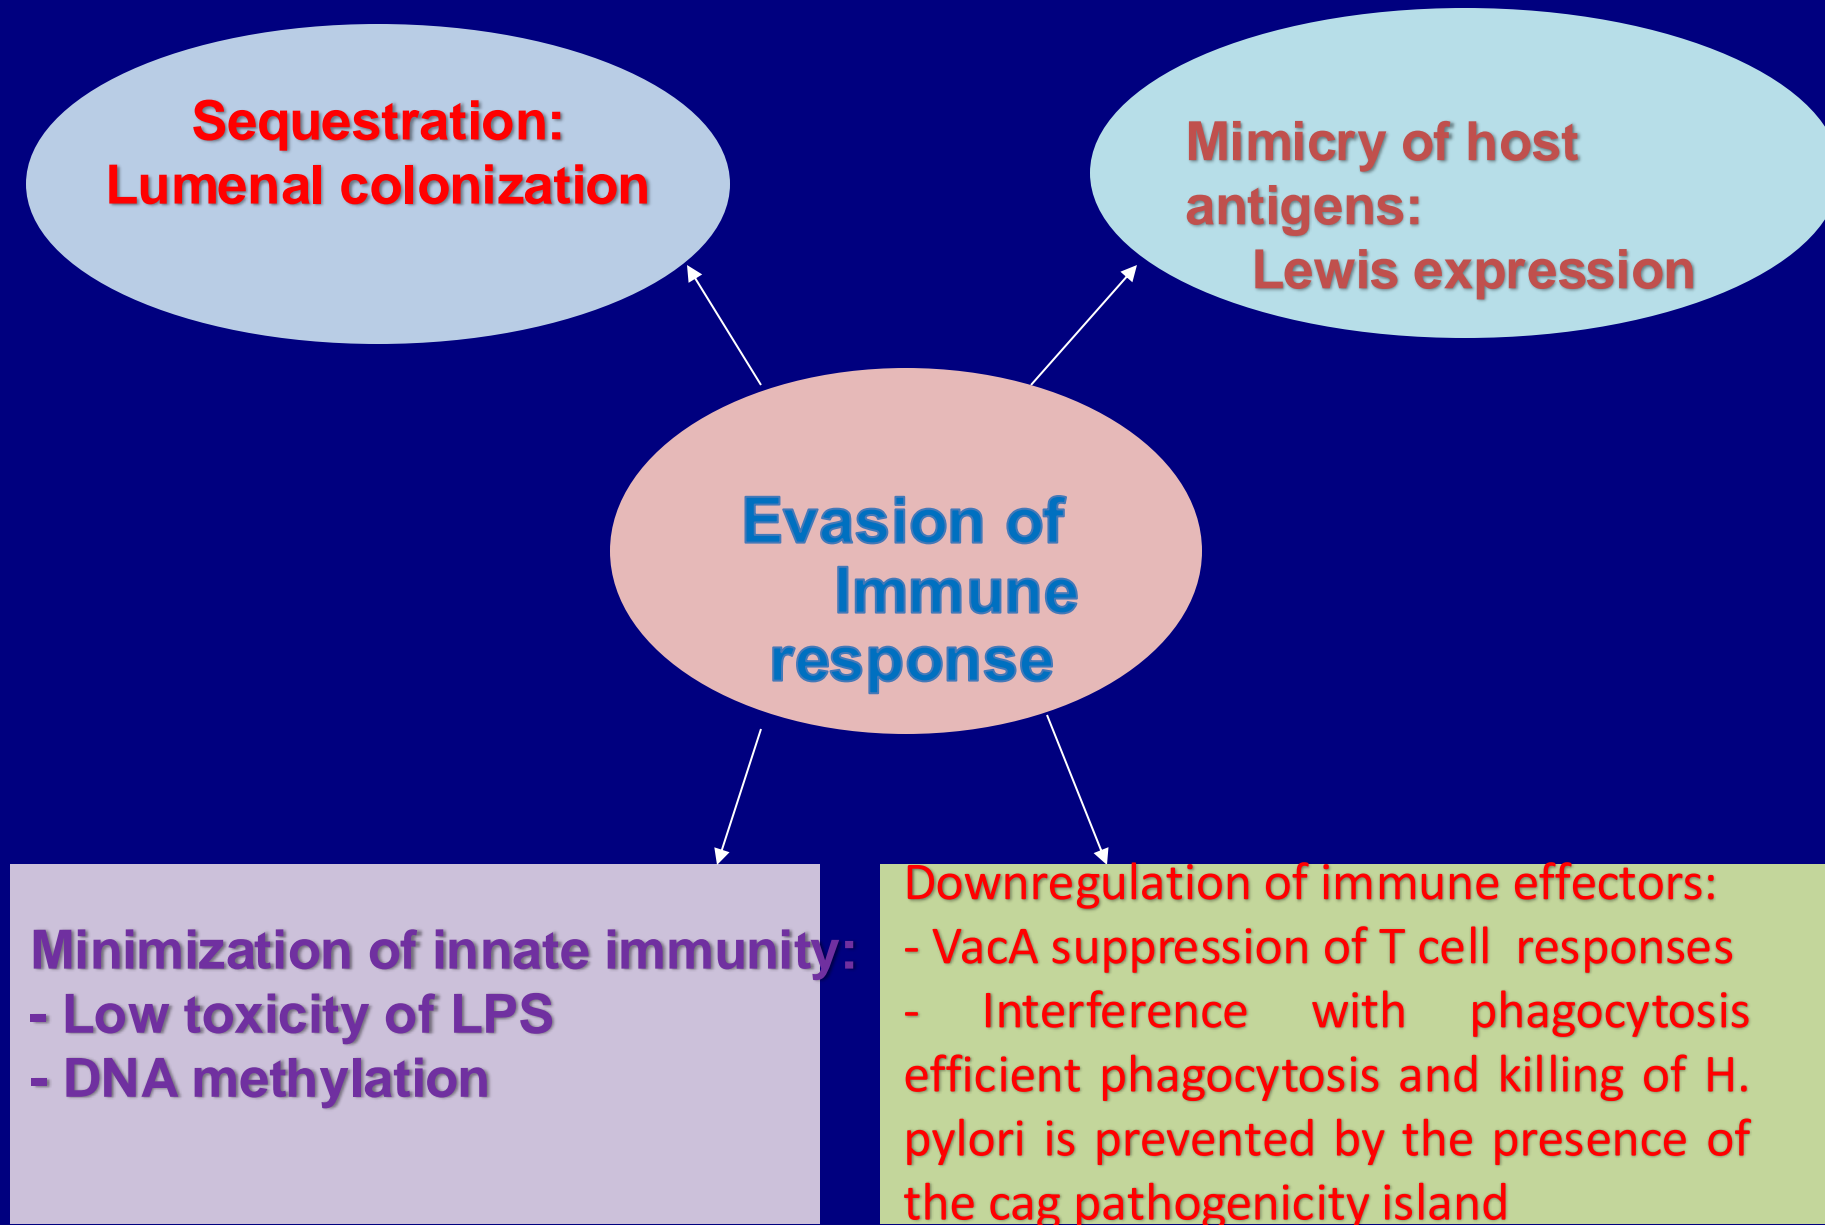 Sequestration:
Lumenal colonization
Mimicry of host
antigens:
Lewis expression
Evasion of
Immune
response
Minimization of innate immunity:
- Low toxicity of LPS
- DNA methylation
Downregulation of immune effectors:
- VacA suppression of T cell responses
- Interference with phagocytosis
efficient phagocytosis and killing of H.
pylori is prevented by the presence of
the cag pathogenicity island